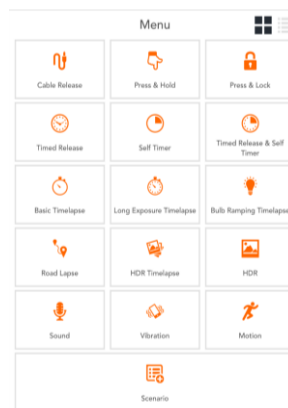 Menu
Cable Release
Press & Hold
Press & Lock
Timed Release
Self Timer
Timed Release & Self
Timer
Basic Timelapse
Long Exposure Timelapse
Bulb Ramping Timelapse
Road Lapse
HDR Timelapse
HDR
Sound
Vibration
Motion
Scenario